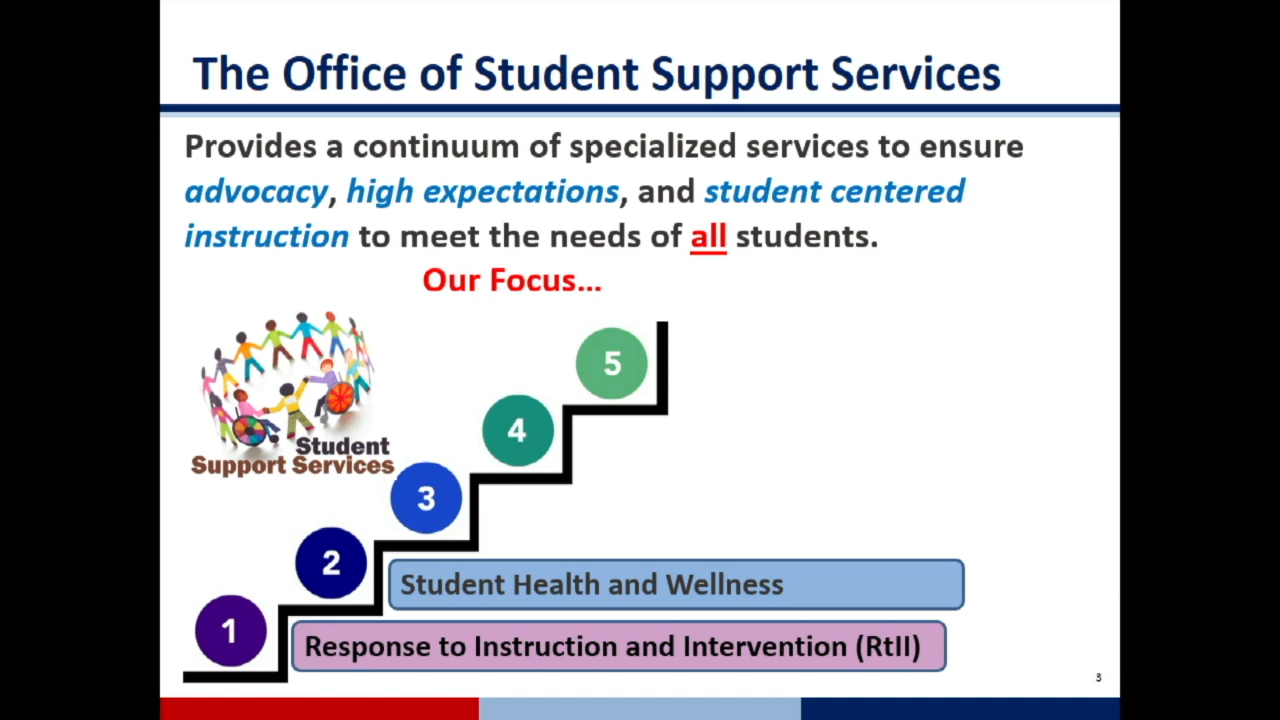 The Office of Student Support Services
Provides a continuum of specialized services to ensure
advocacy, high expectations, and student centered
instruction to meet the needs of all students.
Our Focus...
5
4
Student
Support Services
3
2
Student Health and Wellness
1
Response to Instruction and Intervention (RtII)
3